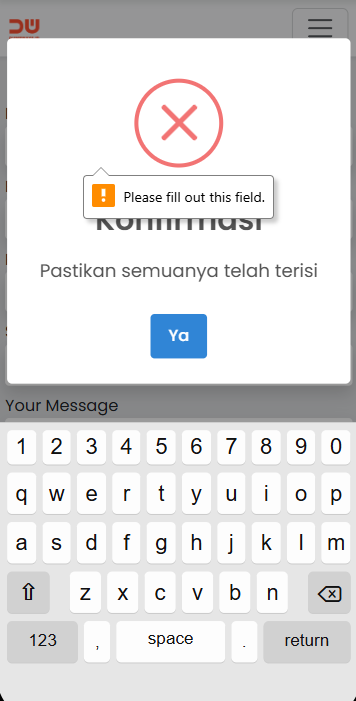 Please fill out this field.
Konfirmasi
Pastikan semuanya telah terisi
Ya
Your Message
1 2 3 4 5 6 7 8 9 0
q w e r t y u i o p
a s d f g h j k l m
z x c v b n
123 , space . return